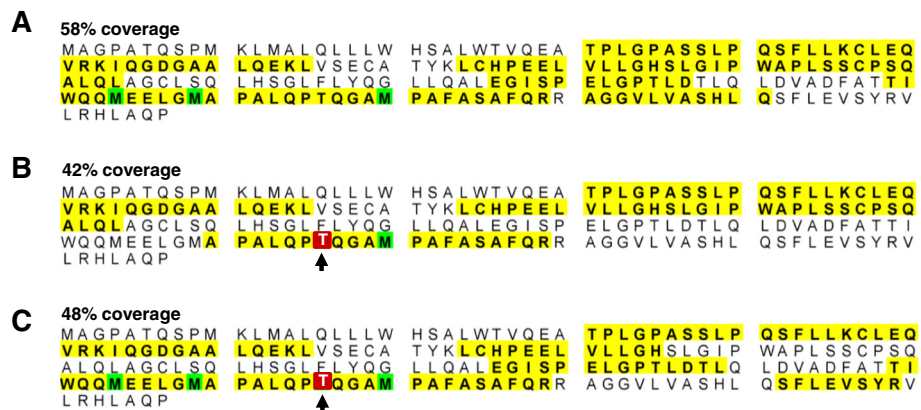 A
58% coverage
MAGPATQSPM KLMALQLLLW HSALWTVQEA TPLGPASSLP QSFLLKCLEQ
VRKIQGDGAA LQEKLVSECA TYKLCHPEEL VLLGHSLGIP WAPLSSCPSQ
ALQLAGCLSQ LHSGLFLYQG LLQALEGISP ELGPTLDTLQ LDVADFATTI
WQQMEELGMA PALQPTQGAM PAFASAFQRR AGGVLVASHL QSFLEVSYRV
LRHLAQP
B
42% coverage
MAGPATQSPM KLMALQLLLW HSALWTVQEA TPLGPASSLP QSFLLKCLEQ
VRKIQGDGAA LQEKLVSECA TYKLCHPEEL VLLGHSLGIP WAPLSSCPSQ
ALQLAGCLSQ LHSGLFLYQG LLQALEGISP ELGPTLDTLQ LDVADFATTI
WQQMEELGMA PALQPTQGAM PAFASAFQRR AGGVLVASHL QSFLEVSYRV
LRHLAQP
C
48% coverage
MAGPATQSPM KLMALQLLLW HSALWTVQEA TPLGPASSLP QSFLLKCLEQ
VRKIQGDGAA LQEKLVSECA TYKLCHPEEL VLLGHSLGIP WAPLSSCPSQ
ALQLAGCLSQ LHSGLFLYQG LLQALEGISP ELGPTLDTLQ LDVADFATTI
WQQMEELGMA PALQPTQGAM PAFASAFQRR AGGVLVASHL QSFLEVSYRV
LRHLAQP